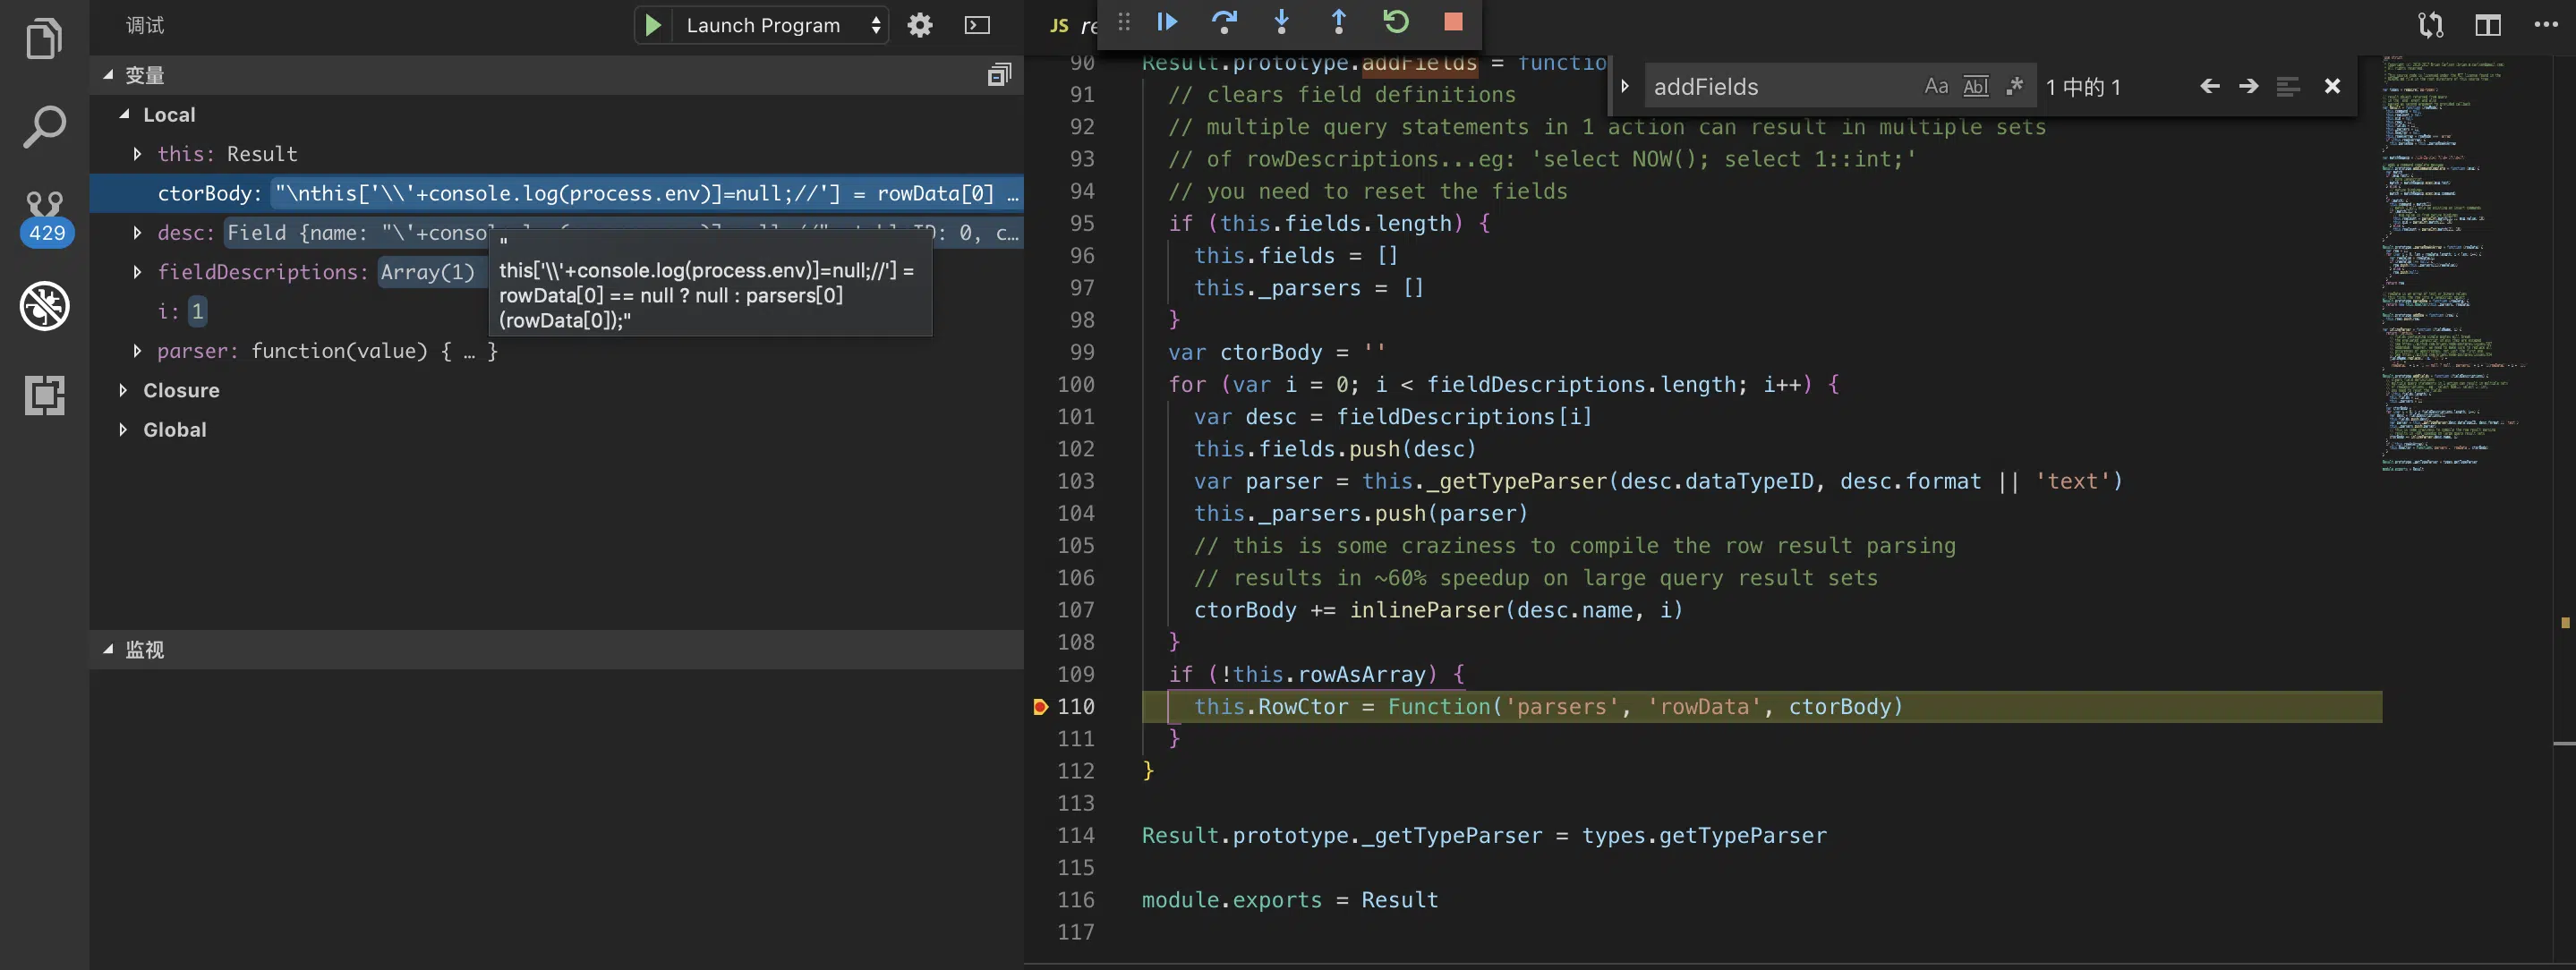 调试
Launch Program
变量
Local
this: Result
ctorBody: "\nthis['\\'+console.log(process.env)]=null;//'] = rowData[0] …
desc: Field {name: "\'+conso
D: 0, c…
fieldDescriptions: Array(1)
i: 1
parser: function(value) { … }
Closure
Global
"
this['\\'+console.log(process.env)]=null;//'] =
rowData[0] == null ? null : parsers[0]
(rowData[0]);"
监视
429
JS re
addFields
Aa Abl .*
1 中的 1
90 Result.prototype.addFields = functio
91 // clears field definitions
92 // multiple query statements in 1 action can result in multiple sets
93 // of rowDescriptions...eg: 'select NOW(); select 1::int;'
94 // you need to reset the fields
95 if (this.fields.length) {
96 this.fields = []
97 this._parsers = []
98 }
99 var ctorBody = ''
100 for (var i = 0; i < fieldDescriptions.length; i++) {
101 var desc = fieldDescriptions[i]
102 this.fields.push(desc)
103 var parser = this._getTypeParser(desc.dataTypeID, desc.format || 'text')
104 this._parsers.push(parser)
105 // this is some craziness to compile the row result parsing
106 // results in ~60% speedup on large query result sets
107 ctorBody += inlineParser(desc.name, i)
108 }
109 if (!this.rowAsArray) {
110 this.RowCtor = Function('parsers', 'rowData', ctorBody)
111 }
112 }
113
114 Result.prototype._getTypeParser = types.getTypeParser
115
116 module.exports = Result
117